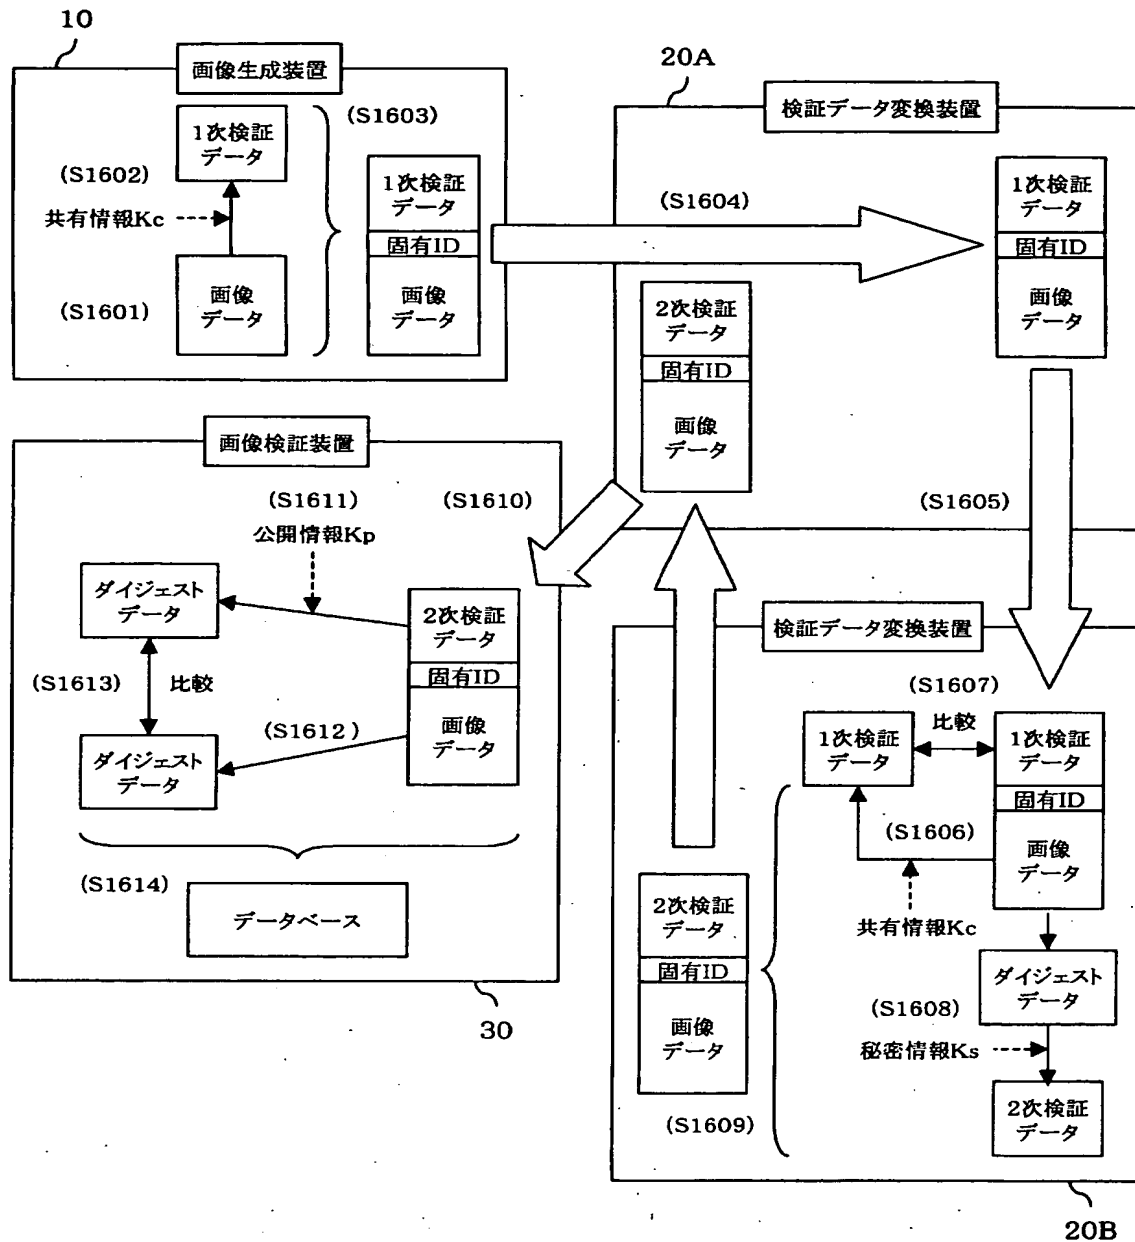 10
画像生成装置
(S1603)
1次検証
データ
(S1602)
共有情報Kc
(S1601)
画像
データ
1次検証
データ
固有ID
画像
データ
20A
検証データ変換装置
(S1604)
1次検証
データ
固有ID
画像
データ
2次検証
データ
固有ID
画像
データ
(S1605)
画像検証装置
(S1611)
公開情報Kp
(S1610)
ダイジェスト
データ
2次検証
データ
固有ID
画像
データ
(S1613)
比較
(S1612)
ダイジェスト
データ
(S1614)
データベース
30
検証データ変換装置
(S1607)
比較
1次検証
データ
1次検証
データ
固有ID
画像
データ
(S1606)
共有情報Kc
2次検証
データ
固有ID
画像
データ
ダイジェスト
データ
(S1608)
秘密情報Ks
2次検証
データ
(S1609)
20B